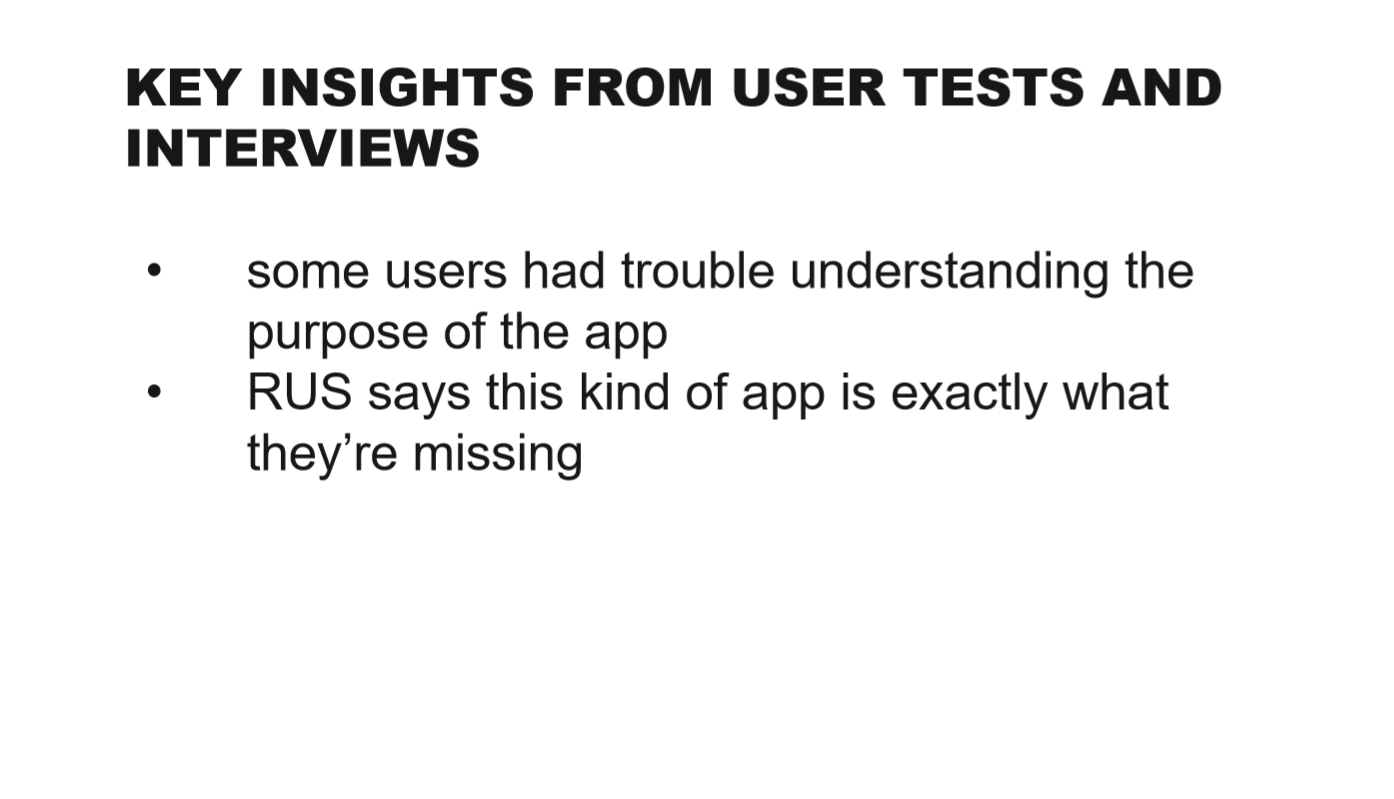 KEY INSIGHTS FROM USER TESTS AND
INTERVIEWS
• some users had trouble understanding the
purpose of the app
• RUS says this kind of app is exactly what
they’re missing